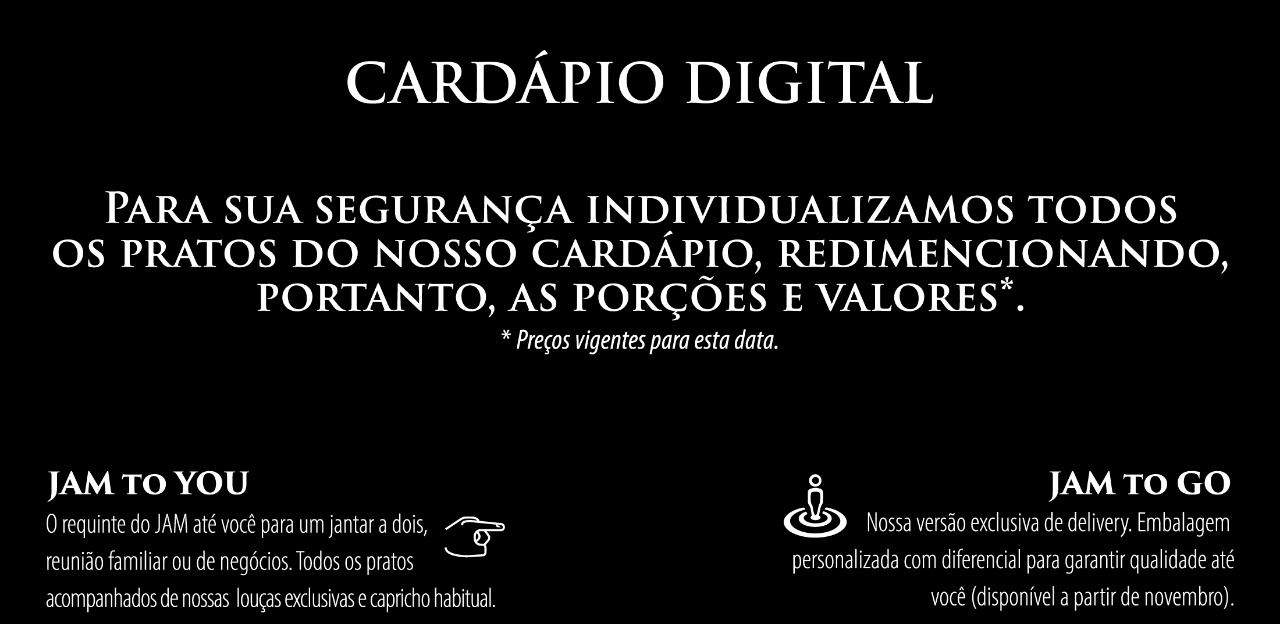 CARDÁPIO DIGITAL
PARA SUA SEGURANÇA INDIVIDUALIZAMOS TODOS
OS PRATOS DO NOSSO CARDÁPIO, REDIMENCIONANDO,
PORTANTO, AS PORÇÕES E VALORES*.
* Preços vigentes para esta data.
JAM TO YOU
O requinte do JAM até você para um jantar a dois,
reunião familiar ou de negócios. Todos os pratos
acompanhados de nossas louças exclusivas e capricho habitual.
JAM TO GO
Nossa versão exclusiva de delivery. Embalagem
personalizada com diferencial para garantir qualidade até
você (disponível a partir de novembro).